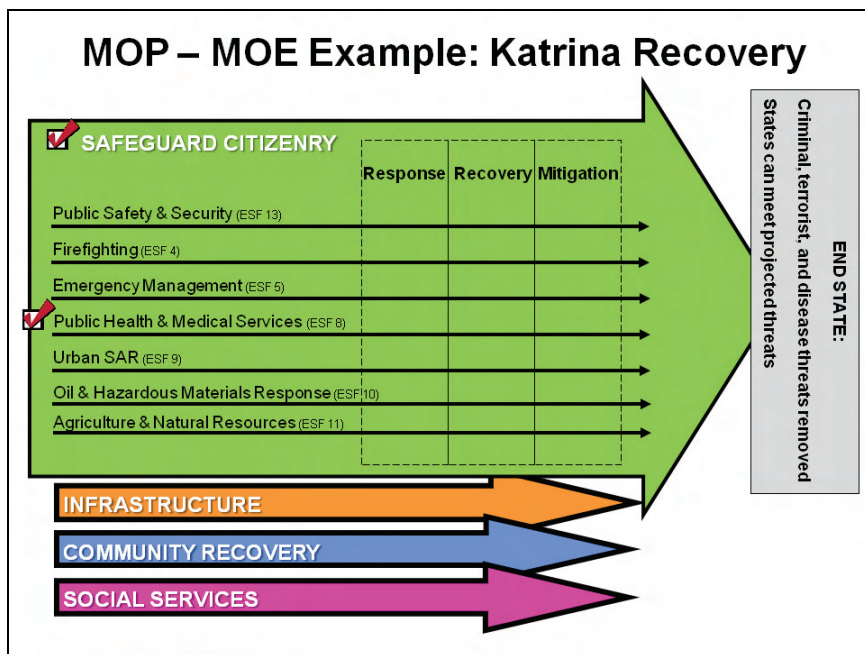 MOP – MOE Example: Katrina Recovery
SAFEGUARD CITIZENRY
Response Recovery Mitigation
Public Safety & Security (ESF 13)
Firefighting (ESF 4)
Emergency Management (ESF 5)
Public Health & Medical Services (ESF 8)
Urban SAR (ESF 9)
Oil & Hazardous Materials Response (ESF 10)
Agriculture & Natural Resources (ESF 11)
INFRASTRUCTURE
COMMUNITY RECOVERY
SOCIAL SERVICES
END STATE:
Criminal, terrorist, and disease threats removed
States can meet projected threats